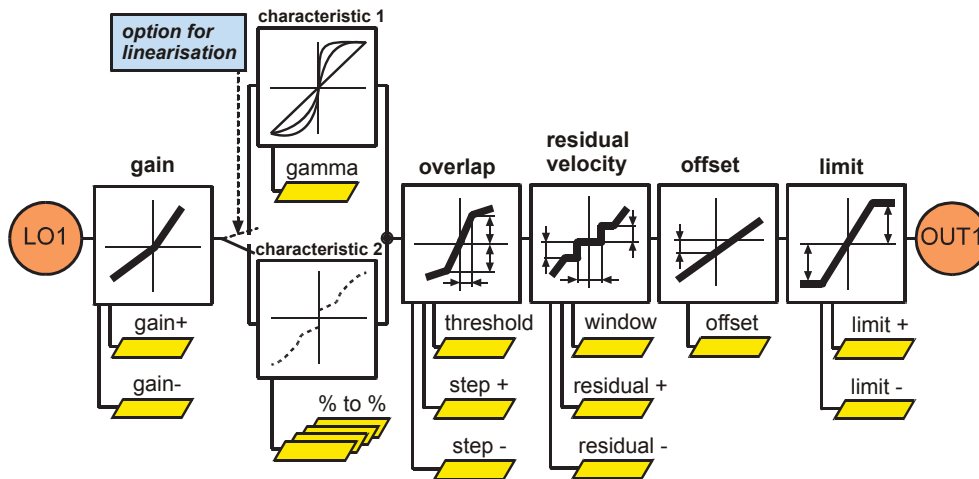 option for
linearisation
characteristic 1
gamma
gain
overlap
residual
velocity
offset
limit
LO1
OUT1
characteristic 2
gain+
gain-
% to %
threshold
step +
step -
window
residual +
residual -
offset
limit +
limit -